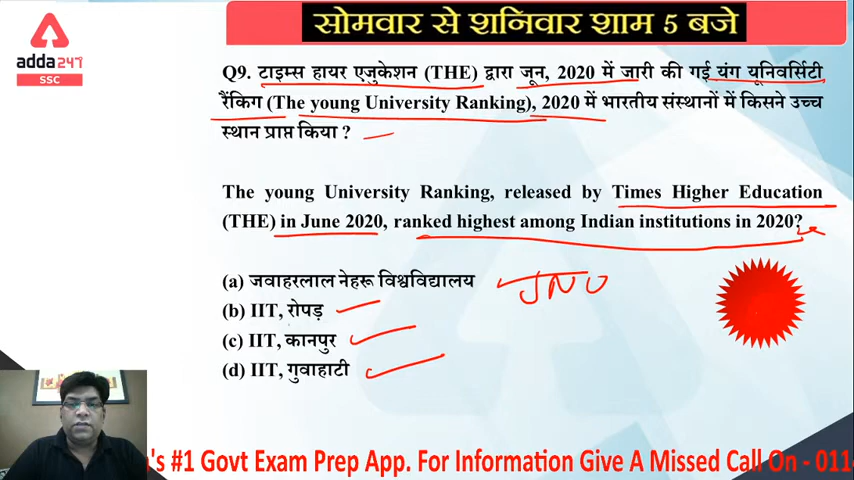 सोमवार से शनिवार शाम 5 बजे
adda247
SSC
Q9. टाइम्स हायर एजुकेशन (THE) द्वारा जून, 2020 में जारी की गई यंग यूनिवर्सिटी
रैंकिग (The young University Ranking), 2020 में भारतीय संस्थानों में किसने उच्च
स्थान प्राप्त किया ?
The young University Ranking, released by Times Higher Education
(THE) in June 2020, ranked highest among Indian institutions in 2020?
(a) जवाहरलाल नेहरू विश्वविद्यालय
JNU
(b) IIT, रोपड़
(c) IIT, कानपुर
(d) IIT, गुवाहाटी
's #1 Govt Exam Prep App. For Information Give A Missed Call On - 011